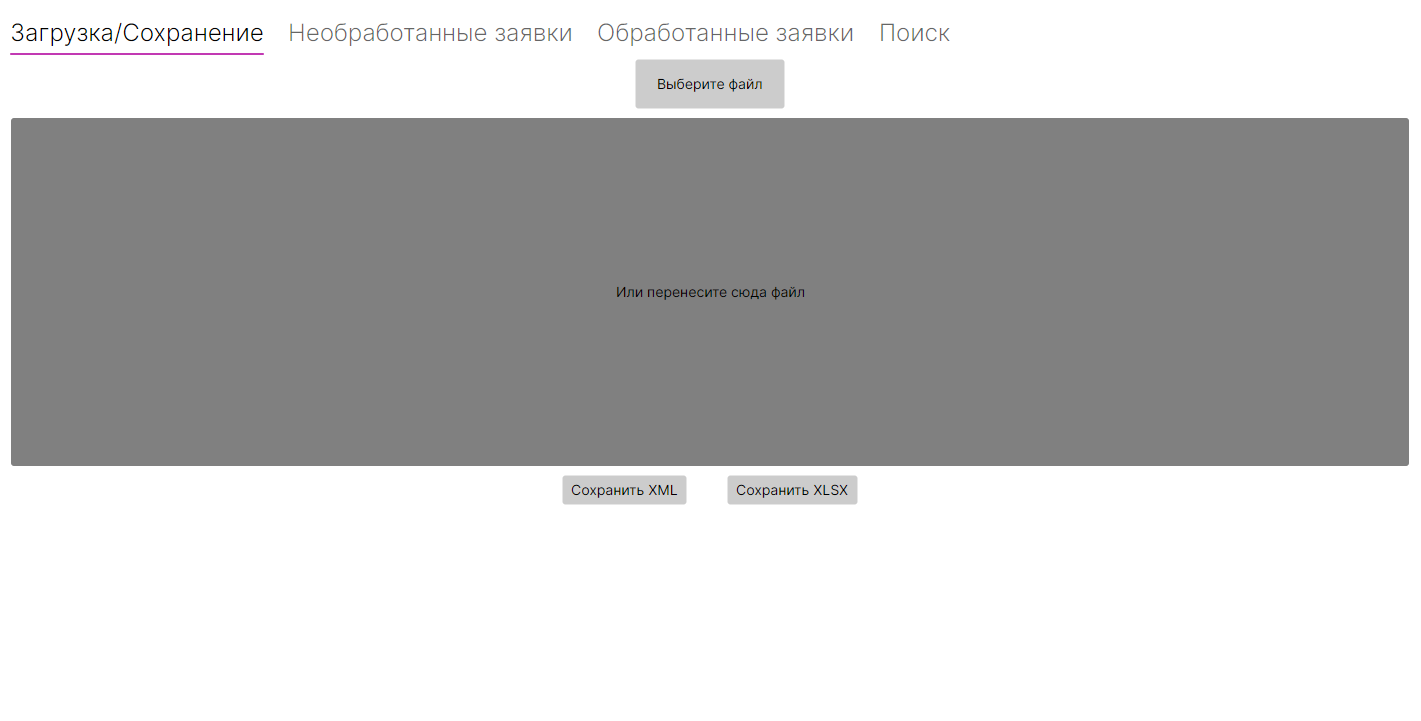 Загрузка/Сохранение Необработанные заявки Обработанные заявки Поиск
Выберите файл
Или перенесите сюда файл
Сохранить XML Сохранить XLSX